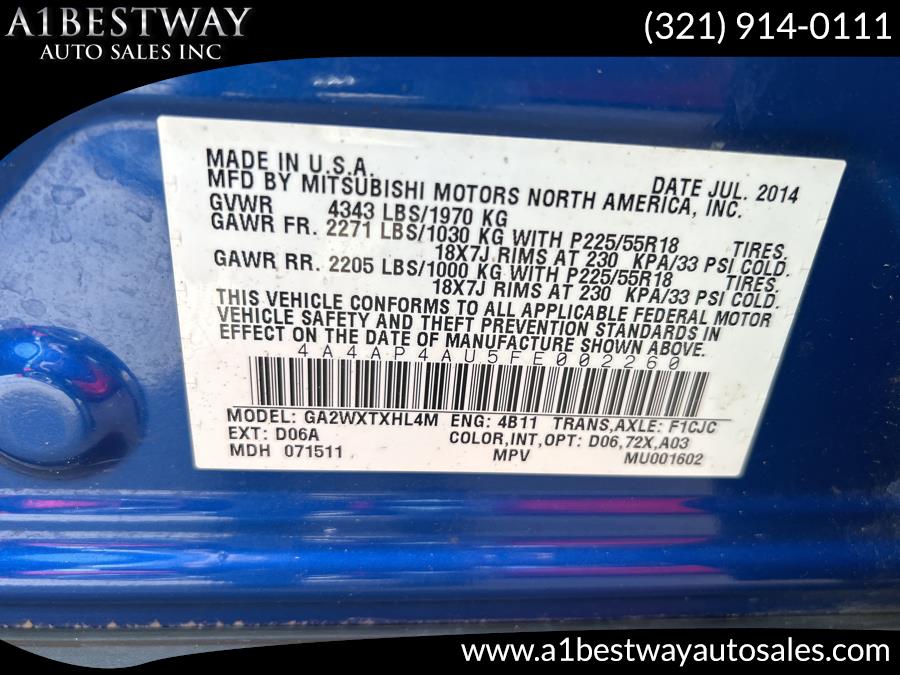 A1BESTWAY
AUTO SALES INC
(321) 914-0111
MADE IN U.S.A. DATE JUL. 2014
MFD BY MITSUBISHI MOTORS NORTH AMERICA, INC.
GVWR 4343 LBS/1970 KG
GAWR FR. 2271 LBS/1030 KG WITH P225/55R18 TIRES.
18X7J RIMS AT 230 KPA/33 PSI COLD.
GAWR RR. 2205 LBS/1000 KG WITH P225/55R18 TIRES.
18X7J RIMS AT 230 KPA/33 PSI COLD.
THIS VEHICLE CONFORMS TO ALL APPLICABLE FEDERAL MOTOR
VEHICLE SAFETY AND THEFT PREVENTION STANDARDS IN
EFFECT ON THE DATE OF MANUFACTURE SHOWN ABOVE.
4A4AP4AU5FE002260
MODEL: GA2WXTXHL4M ENG: 4B11 TRANS,AXLE: F1CJC
EXT: D06A COLOR,INT,OPT: D06,72X,A03
MDH 071511 MPV MU001602
www.a1bestwayautosales.com